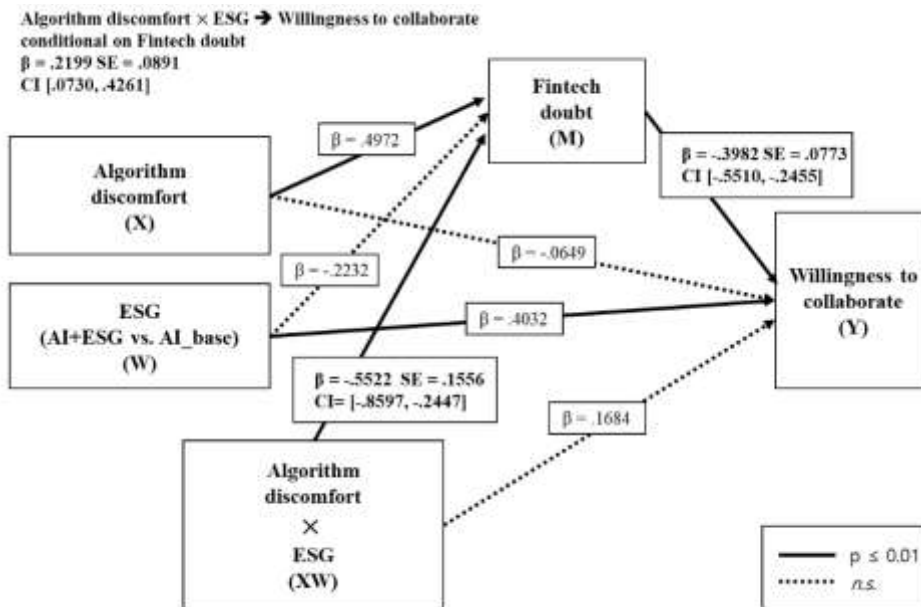 Algorithm discomfort × ESG ➔ Willingness to collaborate
conditional on Fintech doubt
β = .2199 SE = .0891
CI [.0730, .4261]
Fintech
doubt
(M)
β = .4972
β = -.3982 SE = .0773
CI [-.5510, -.2455]
Algorithm
discomfort
(X)
β = -.2232
β = -.0649
Willingness to
collaborate
(Y)
ESG
(AI+ESG vs. AI_base)
(W)
β = .4032
β = -.5522 SE = .1556
CI= [-.8597, -.2447]
β = .1684
Algorithm
discomfort
×
ESG
(XW)
p ≤ 0.01
n.s.